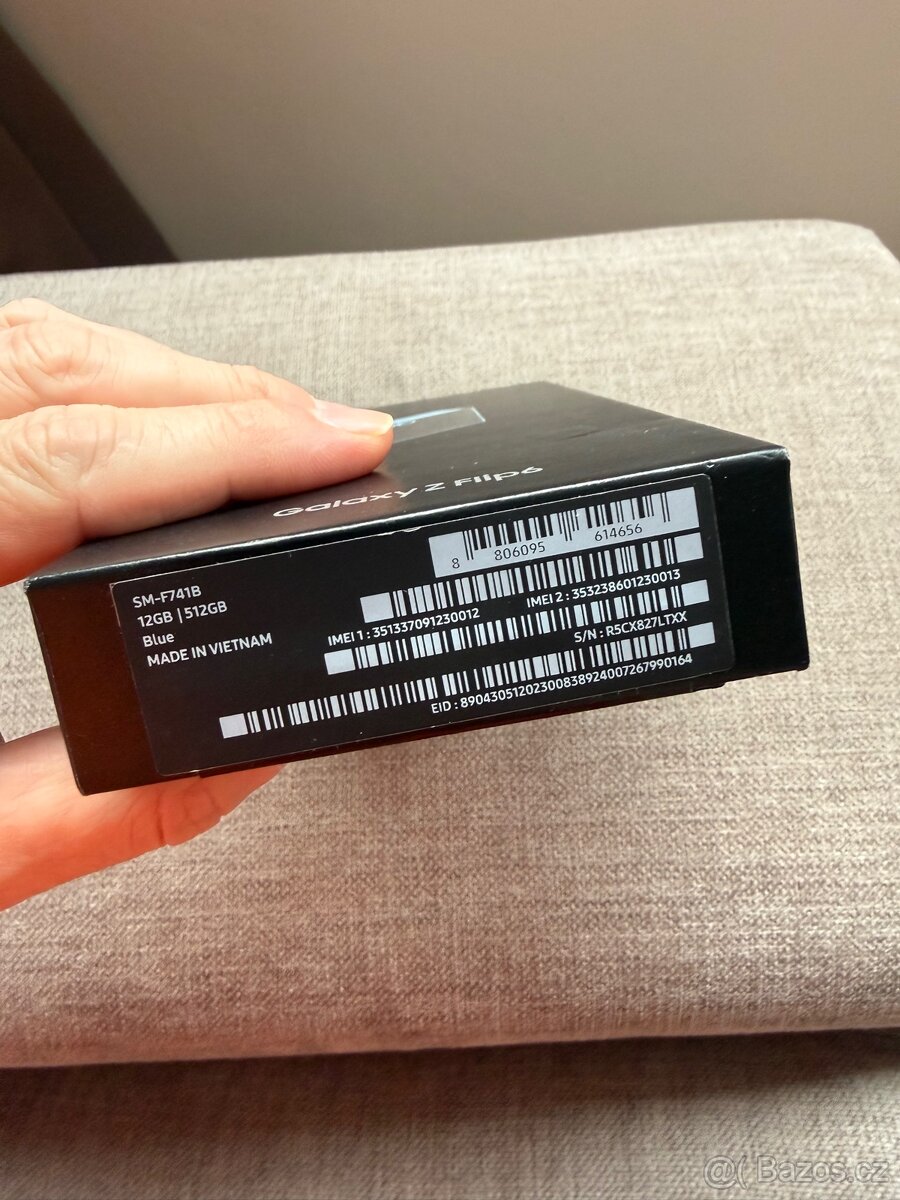 Galaxy Z Flip6
SM-F741B
12GB | 512GB
Blue
MADE IN VIETNAM
8 806095 614656
IMEI 1 : 351337091230012
IMEI 2 : 353238601230013
S/N : R5CX827LTXX
EID : 89043051202300838924007267990164
@( Bazos.cz